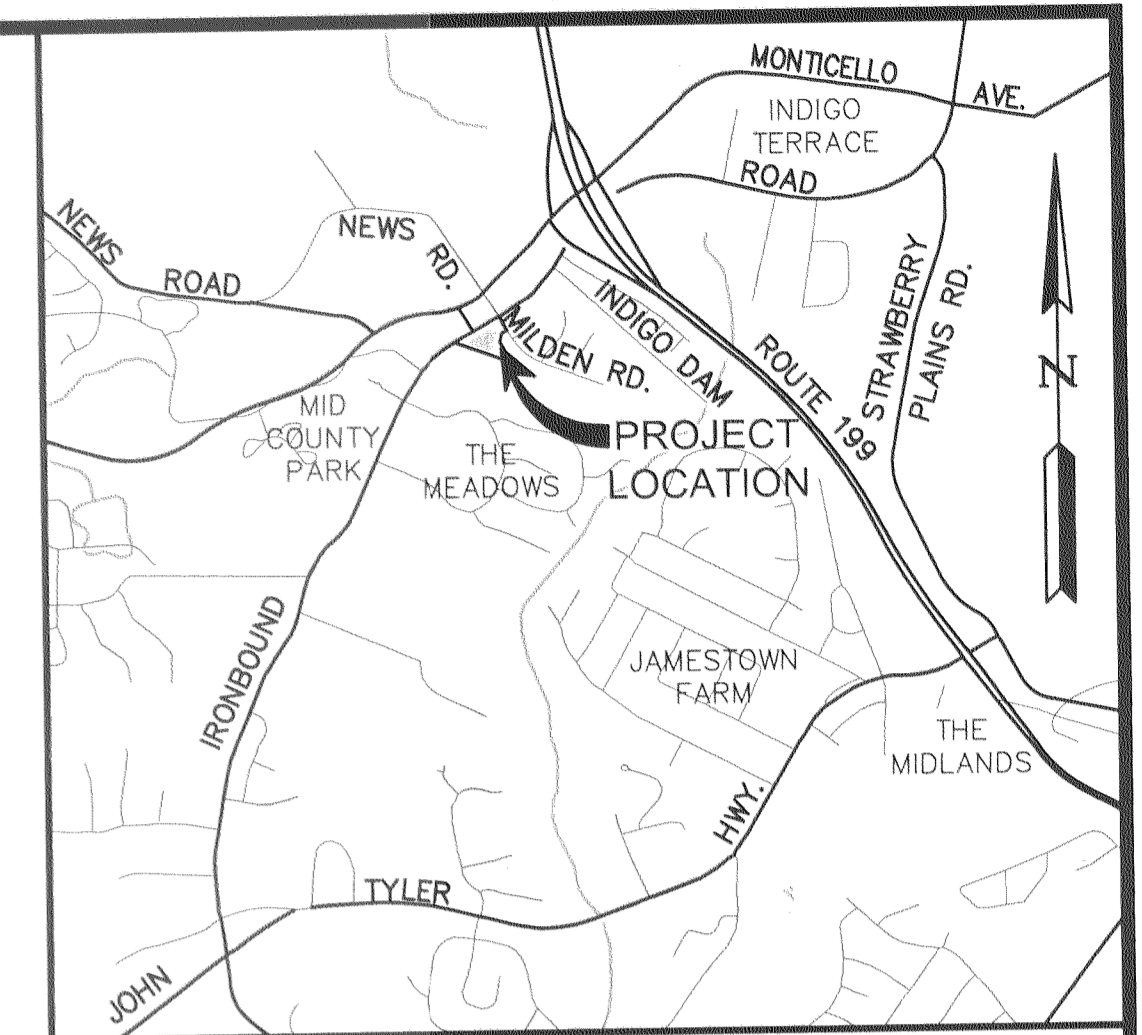 MONTICELLO AVE.
INDIGO
TERRACE
ROAD
NEWS ROAD
NEWS RD.
STRAWBERRY
PLAINS RD.
MILDEN RD.
INDIGO DAM
ROUTE 199
N
PROJECT
LOCATION
MID
COUNTY
PARK
THE
MEADOWS
IRONBOUND
JAMESTOWN
FARM
THE
MIDLANDS
JOHN TYLER HWY.